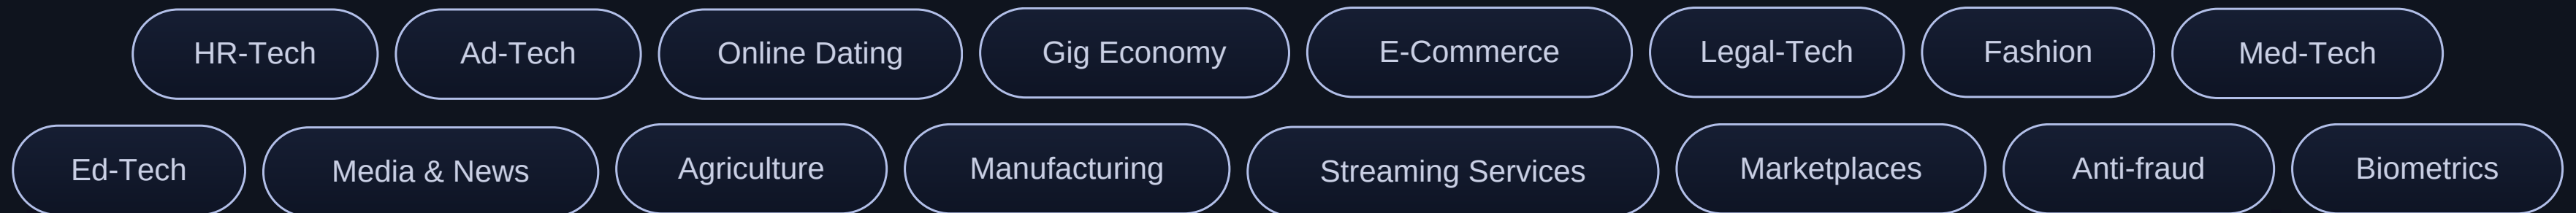 HR-Tech Ad-Tech Online Dating Gig Economy E-Commerce Legal-Tech Fashion Med-Tech
Ed-Tech Media & News Agriculture Manufacturing Streaming Services Marketplaces Anti-fraud Biometrics